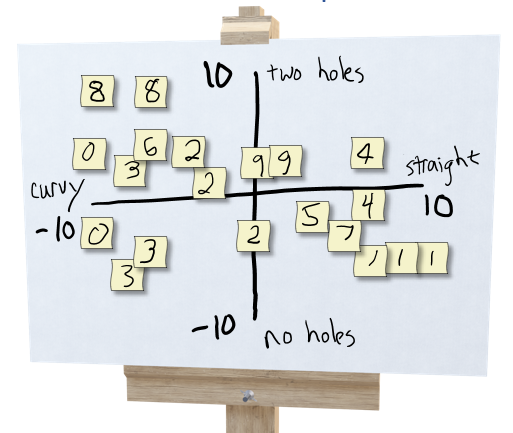 10 two holes
8 8
0 6 2 9 9 4
3 2
straight
curvy
-10 10
0 2 5 4
3 3 7 1 1 1
-10 no holes